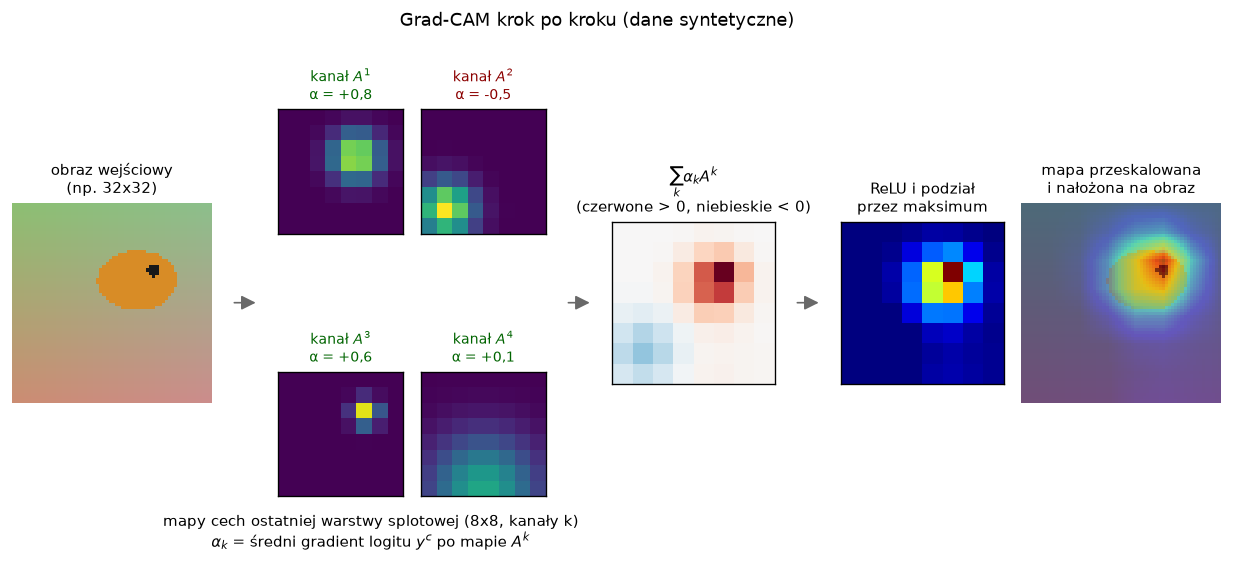 Grad-CAM krok po kroku (dane syntetyczne)
obraz wejściowy
(np. 32x32)
kanał A¹
α = +0,8
kanał A²
α = -0,5
kanał A³
α = +0,6
kanał A⁴
α = +0,1
mapy cech ostatniej warstwy splotowej (8x8, kanały k)
αₖ = średni gradient logitu yᶜ po mapie Aᵏ
∑ₖ αₖAᵏ
(czerwone > 0, niebieskie < 0)
ReLU i podział
przez maksimum
mapa przeskalowana
i nałożona na obraz